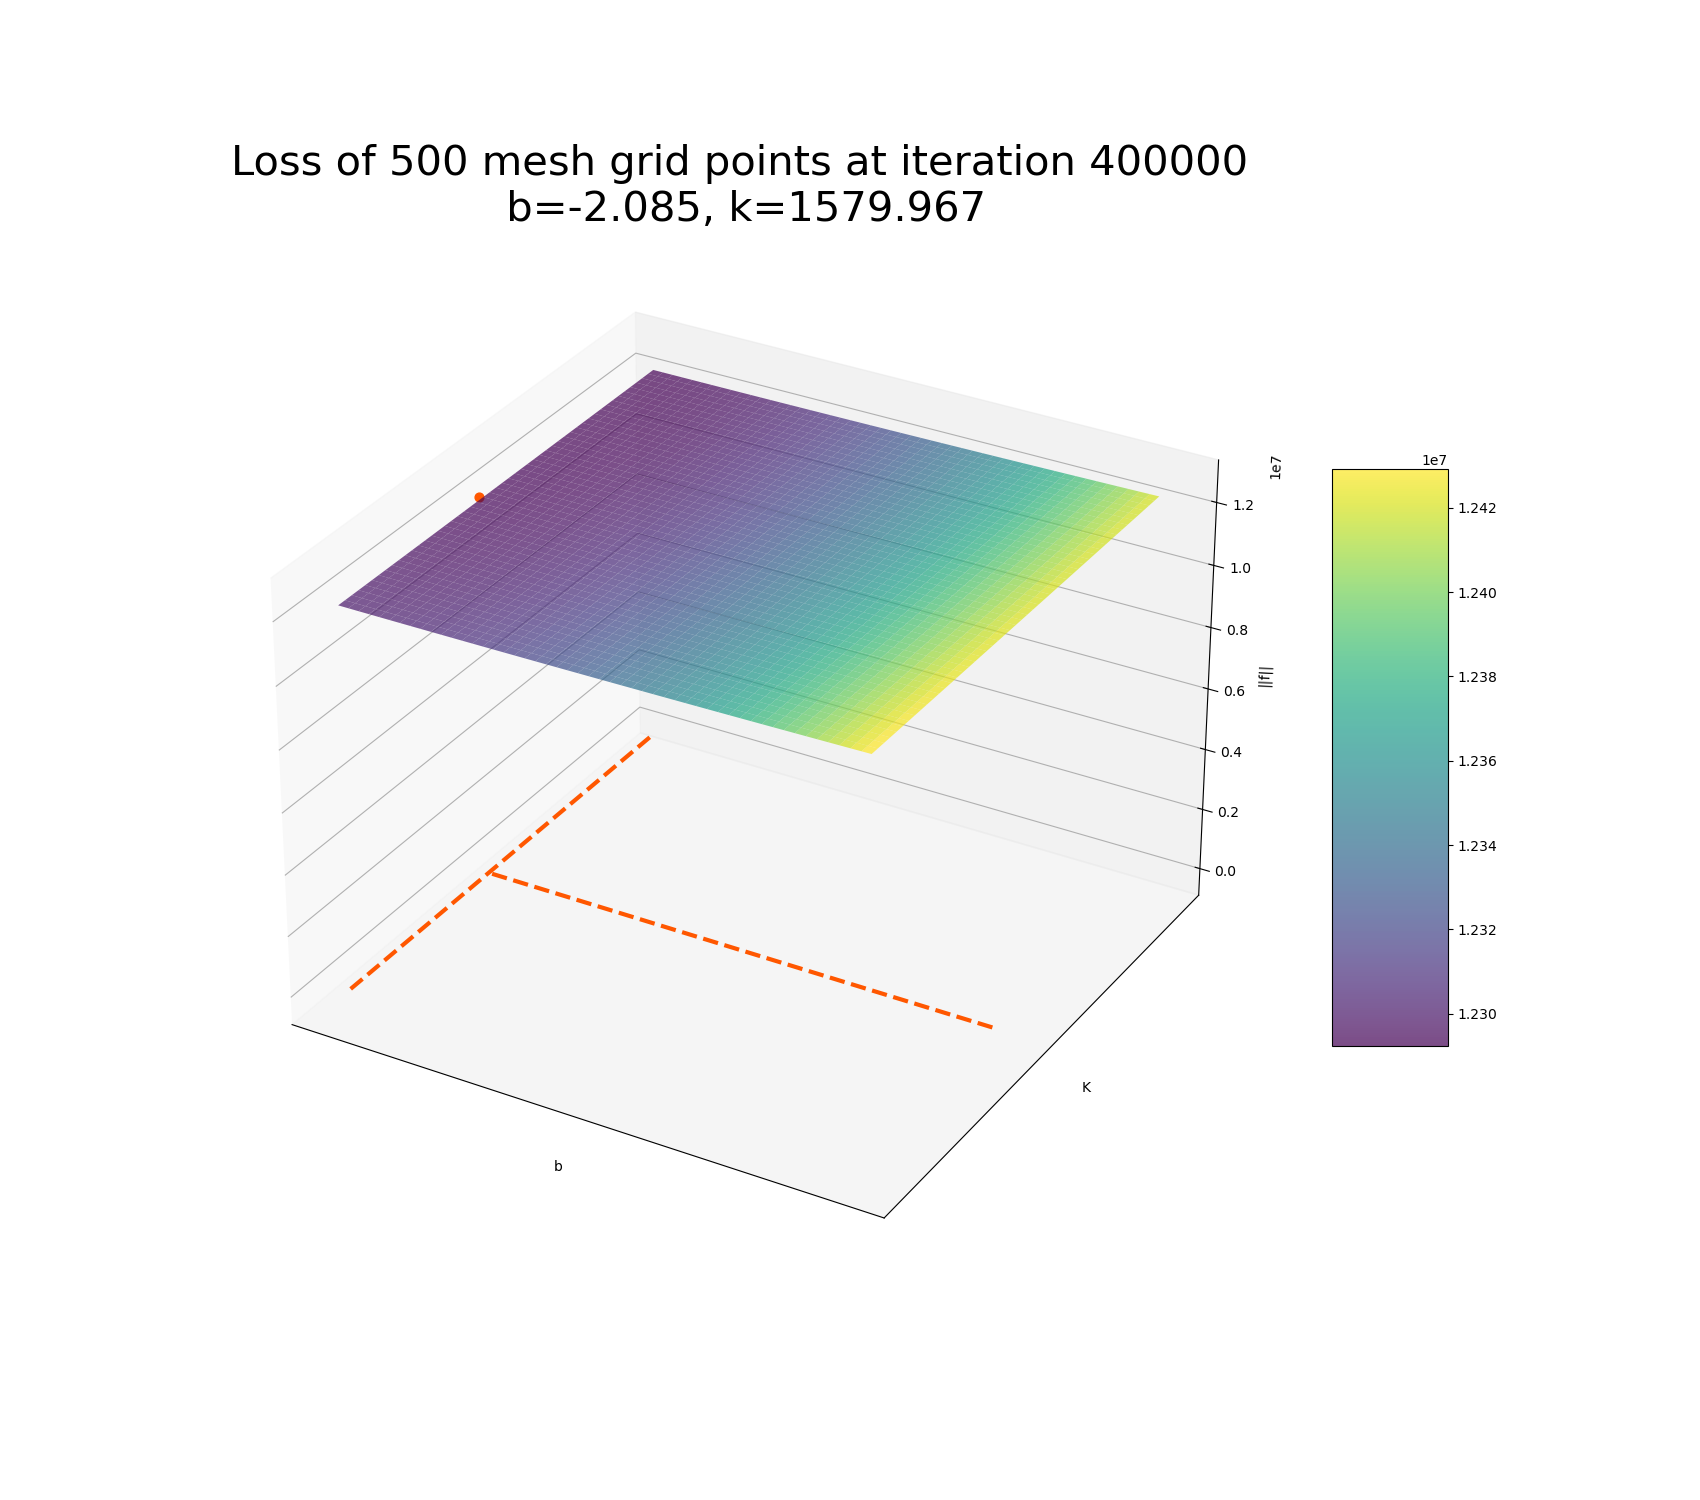 Loss of 500 mesh grid points at iteration 400000
b=-2.085, k=1579.967
1e7
1.2
1.0
0.8
0.6
0.4
0.2
0.0
||f||
K
b
1e7
1.242
1.240
1.238
1.236
1.234
1.232
1.230